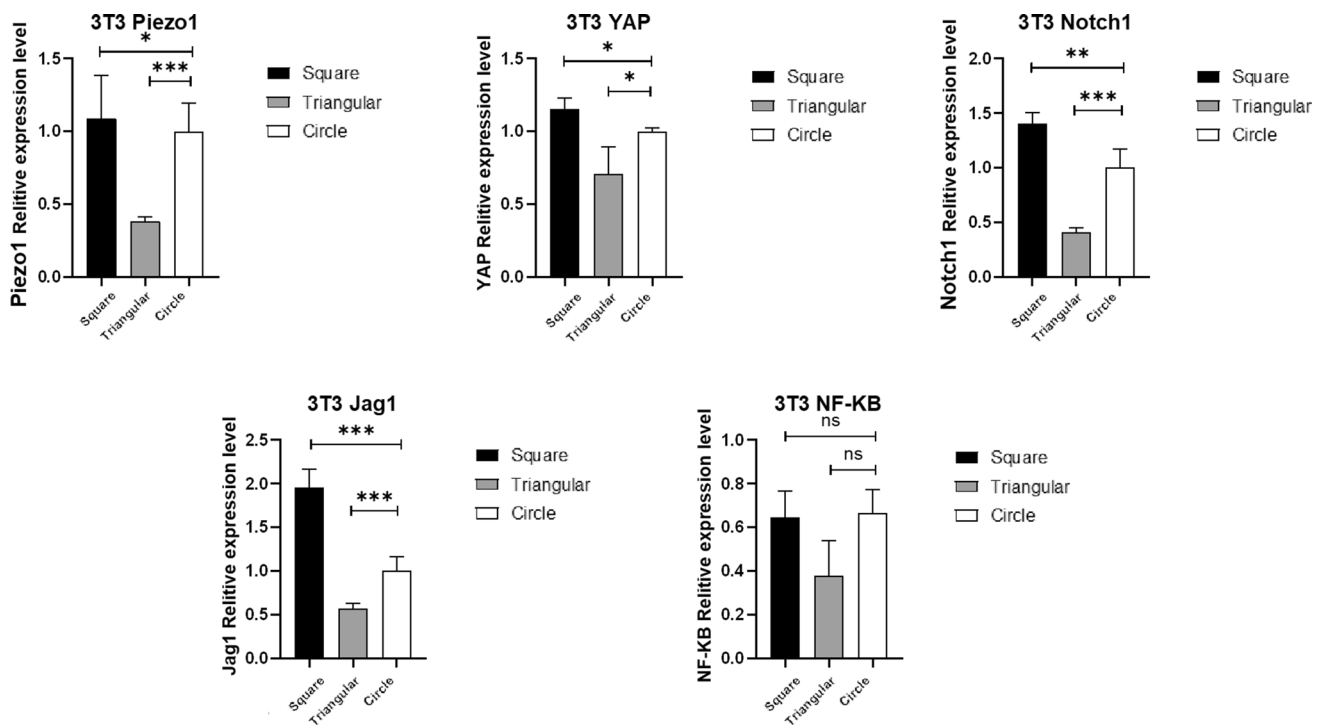 3T3 Piezo1
*
***
Piezo1 Relitive expression level
1.5
1.0
0.5
0.0
Square
Triangular
Circle
Square
Triangular
Circle
3T3 YAP
*
*
YAP Relitive expression level
1.5
1.0
0.5
0.0
Square
Triangular
Circle
Square
Triangular
Circle
3T3 Notch1
**
***
Notch1 Relitive expression level
2.0
1.5
1.0
0.5
0.0
Square
Triangular
Circle
Square
Triangular
Circle
3T3 Jag1
***
***
Jag1 Relitive expression level
2.5
2.0
1.5
1.0
0.5
0.0
Square
Triangular
Circle
Square
Triangular
Circle
3T3 NF-KB
ns
ns
NF-KB Relitive expression level
1.0
0.8
0.6
0.4
0.2
0.0
Square
Triangular
Circle
Square
Triangular
Circle